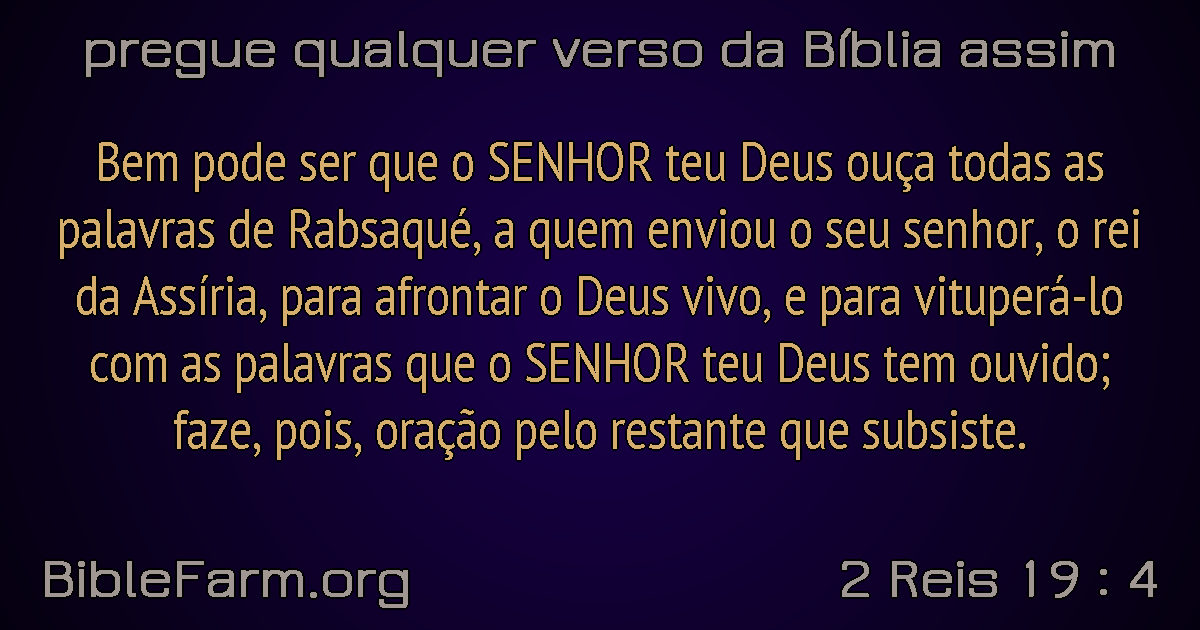 pregue qualquer verso da Bíblia assim
Bem pode ser que o SENHOR teu Deus ouça todas as
palavras de Rabsaqué, a quem enviou o seu senhor, o rei
da Assíria, para afrontar o Deus vivo, e para vituperá-lo
com as palavras que o SENHOR teu Deus tem ouvido;
faze, pois, oração pelo restante que subsiste.
BibleFarm.org
2 Reis 19 : 4